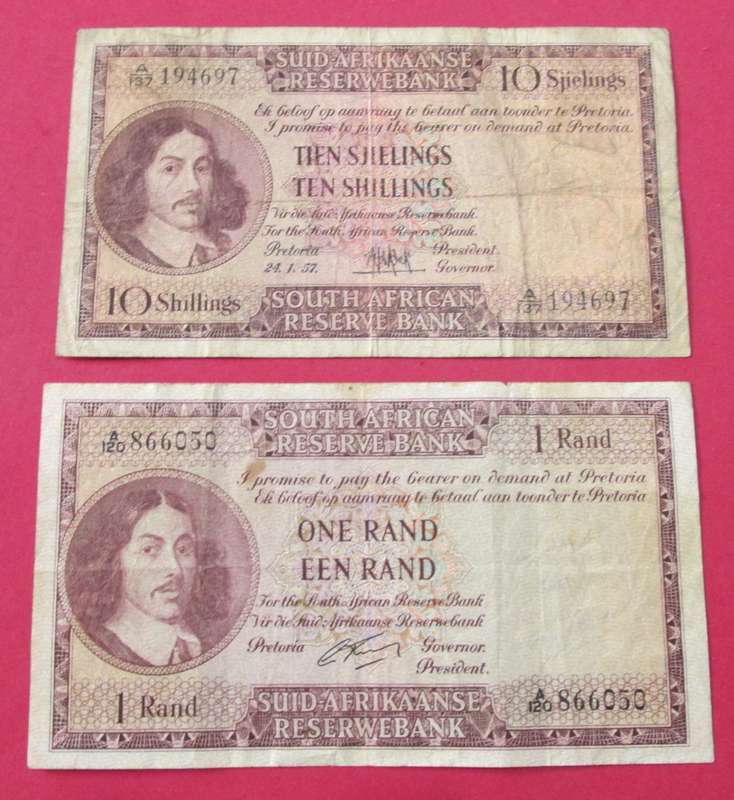 A/137 194697
SUID-AFRIKAANSE
RESERWEBANK
10 Sjielings
Ek beloof op aanvraag te betaal aan toonder te Pretoria.
I promise to pay the bearer on demand at Pretoria.
TIEN SJIELINGS
TEN SHILLINGS
Vir die Suid-Afrikaanse Reserwebank.
For the South African Reserve Bank.
Pretoria President.
24.1.57. Governor.
10 Shillings
SOUTH AFRICAN
RESERVE BANK
A/137 194697
A/120 866050
SOUTH AFRICAN
RESERVE BANK
1 Rand
I promise to pay the bearer on demand at Pretoria
Ek beloof op aanvraag te betaal aan toonder te Pretoria
ONE RAND
EEN RAND
For the South African Reserve Bank
Vir die Suid-Afrikaanse Reserwebank
Pretoria Governor.
President.
1 Rand
SUID-AFRIKAANSE
RESERWEBANK
A/120 866050